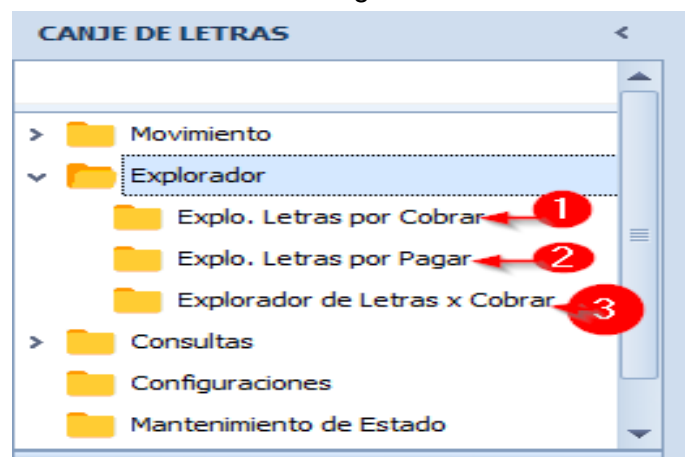 CANJE DE LETRAS <
> Movimiento
Explorador
Explo. Letras por Cobrar 1
Explo. Letras por Pagar 2
Explorador de Letras x Cobrar 3
> Consultas
Configuraciones
Mantenimiento de Estado